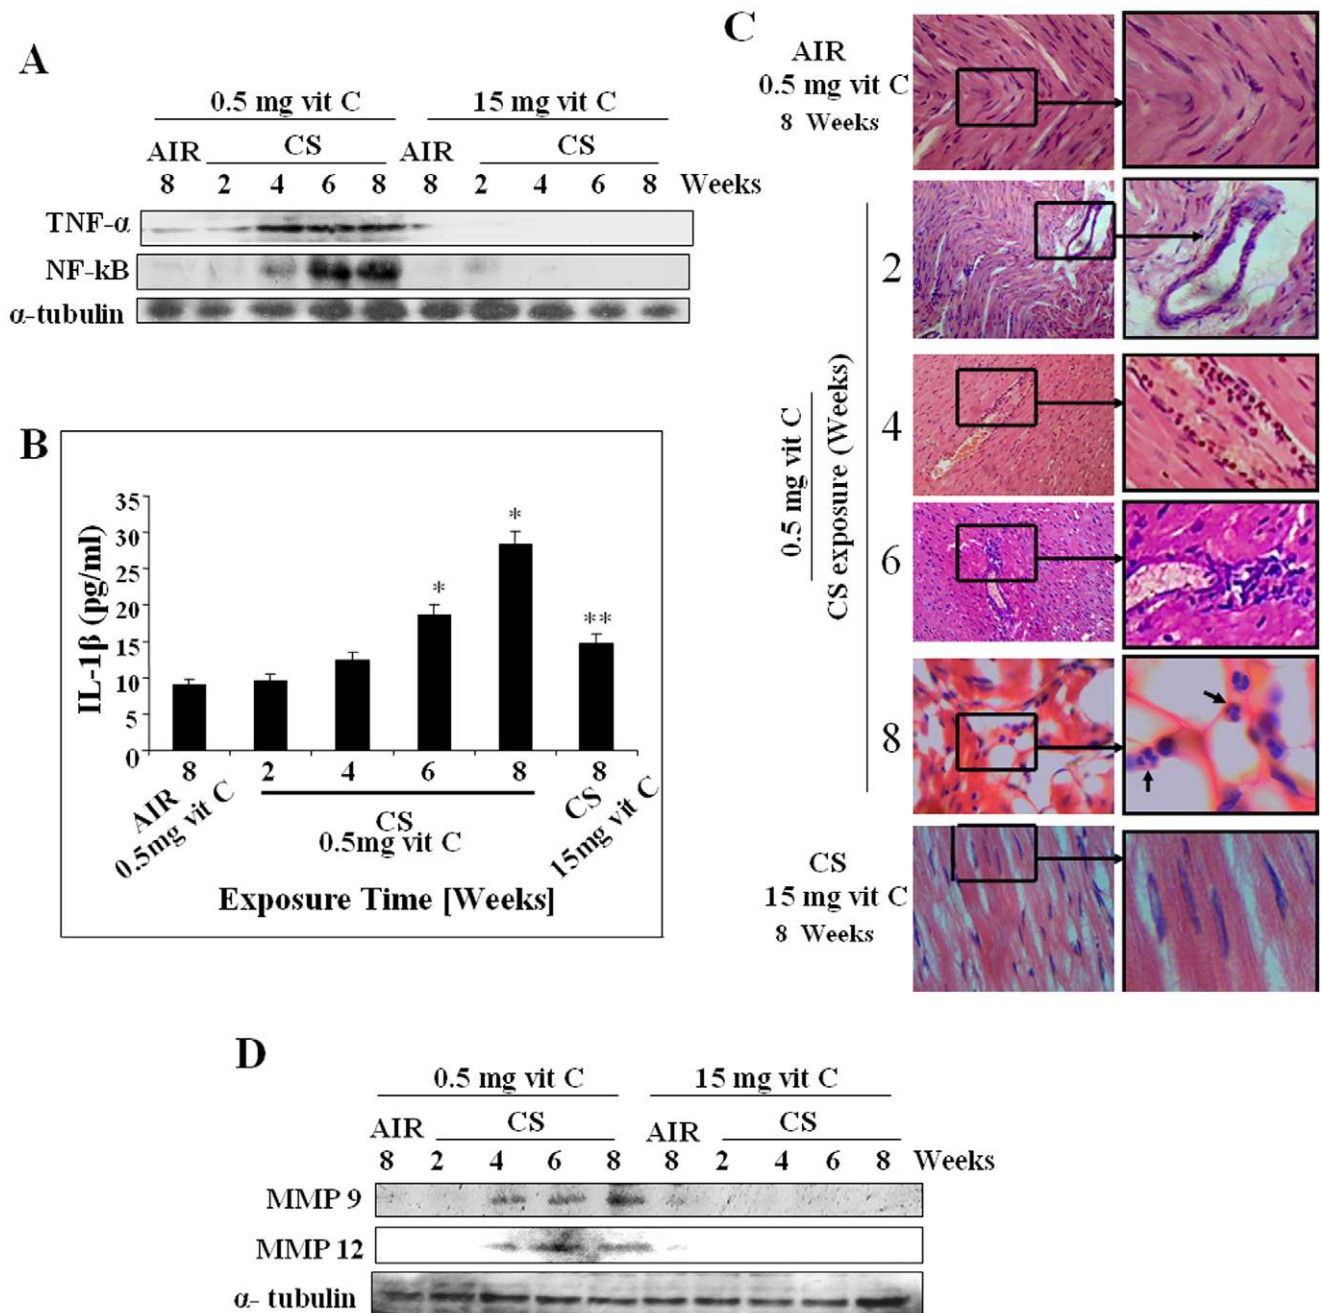 A
0.5 mg vit C 15 mg vit C
AIR CS AIR CS
8 2 4 6 8 8 2 4 6 8 Weeks
TNF-α
NF-kB
α-tubulin
B
IL-1β (pg/ml)
35
30
25
20
15
10
5
0
* * **
8 2 4 6 8 8
AIR 0.5mg vit C
CS
0.5mg vit C
CS 15mg vit C
Exposure Time [Weeks]
C
AIR
0.5 mg vit C
8 Weeks
0.5 mg vit C
CS exposure (Weeks)
2
4
6
8
CS
15 mg vit C
8 Weeks
D
0.5 mg vit C 15 mg vit C
AIR CS AIR CS
8 2 4 6 8 8 2 4 6 8 Weeks
MMP 9
MMP 12
α- tubulin